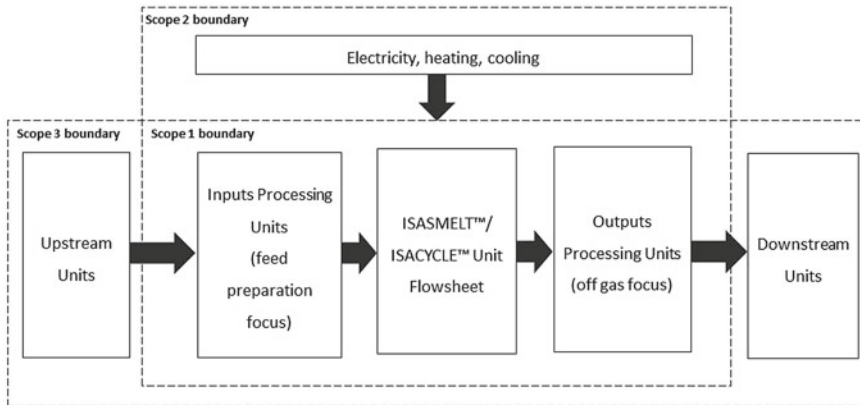 Scope 2 boundary
Electricity, heating, cooling
Scope 3 boundary
Scope 1 boundary
Upstream
Units
Inputs Processing
Units
(feed
preparation
focus)
ISASMELT™/
ISACYCLE™ Unit
Flowsheet
Outputs
Processing Units
(off gas focus)
Downstream
Units